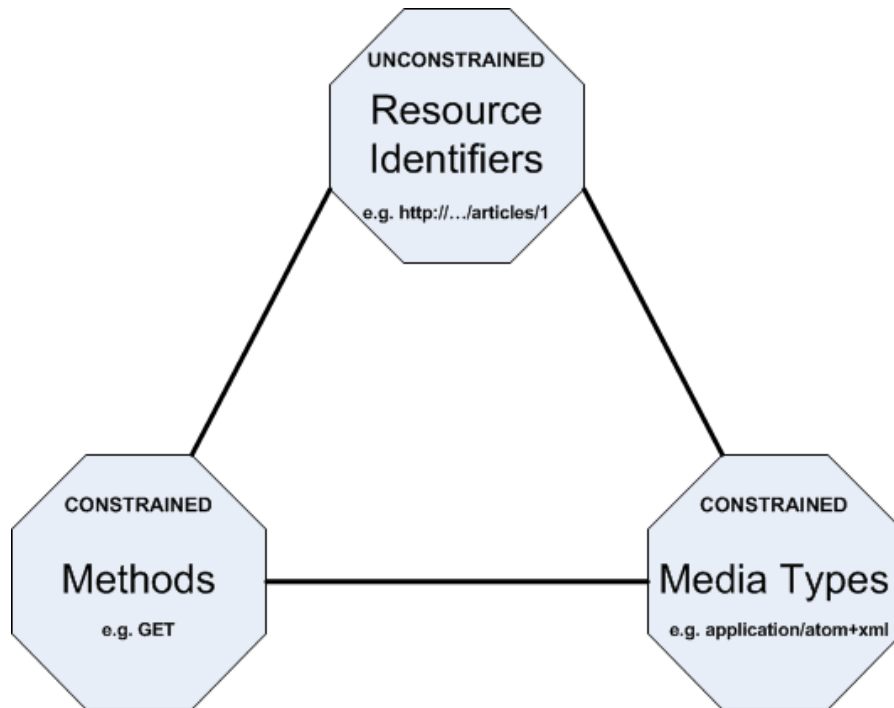 UNCONSTRAINED
Resource
Identifiers
e.g. http://.../articles/1
CONSTRAINED
Methods
e.g. GET
CONSTRAINED
Media Types
e.g. application/atom+xml